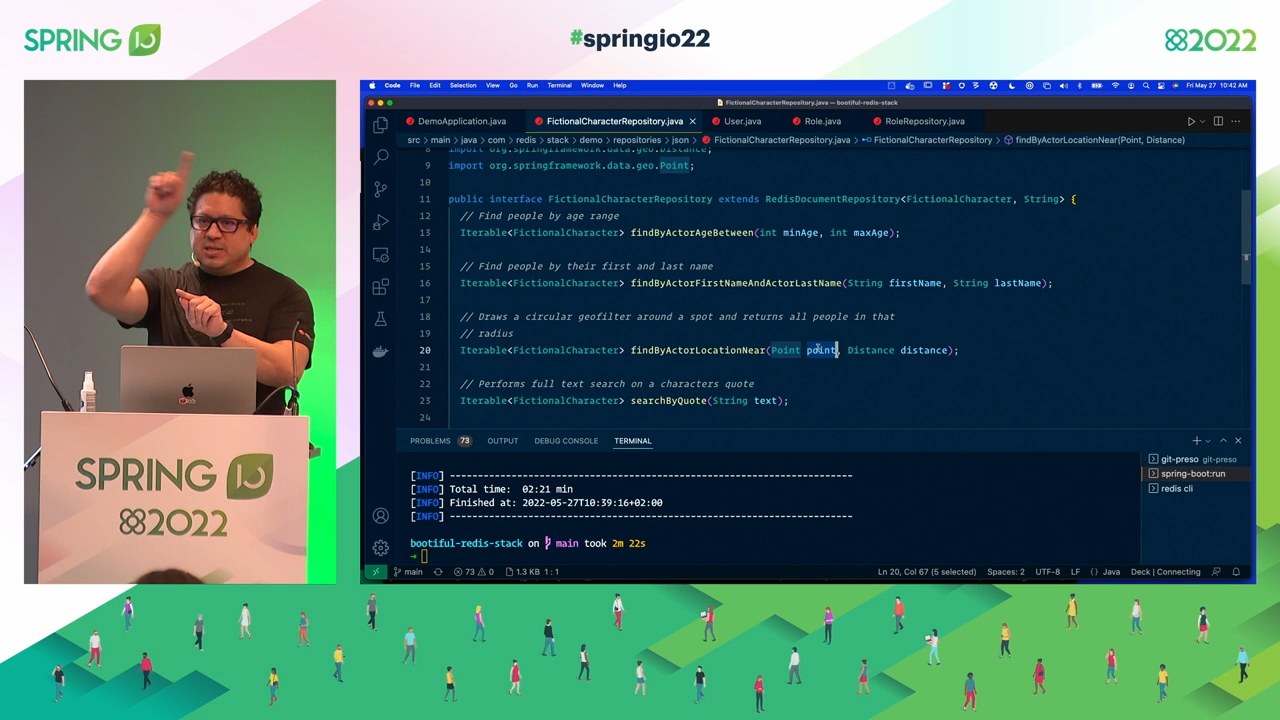 SPRING IO
#springio22
2022
Code File Edit Selection View Go Run Terminal Window Help
Fri May 27 10:42 AM
FictionalCharacterRepository.java — bootiful-redis-stack
DemoApplication.java FictionalCharacterRepository.java User.java Role.java RoleRepository.java
src > main > java > com > redis > stack > demo > repositories > json > FictionalCharacterRepository.java > FictionalCharacterRepository > findByActorLocationNear(Point, Distance)
import org.springframework.data.geo.Distance;
9 import org.springframework.data.geo.Point;
10
11 public interface FictionalCharacterRepository extends RedisDocumentRepository<FictionalCharacter, String> {
12 // Find people by age range
13 Iterable<FictionalCharacter> findByActorAgeBetween(int minAge, int maxAge);
14
15 // Find people by their first and last name
16 Iterable<FictionalCharacter> findByActorFirstNameAndActorLastName(String firstName, String lastName);
17
18 // Draws a circular geofilter around a spot and returns all people in that
19 // radius
20 Iterable<FictionalCharacter> findByActorLocationNear(Point point, Distance distance);
21
22 // Performs full text search on a characters quote
23 Iterable<FictionalCharacter> searchByQuote(String text);
24
PROBLEMS 73 OUTPUT DEBUG CONSOLE TERMINAL
git-preso git-preso
spring-boot:run
redis cli
[INFO] ------------------------------------------------------------------------
[INFO] Total time: 02:21 min
[INFO] Finished at: 2022-05-27T10:39:16+02:00
[INFO] ------------------------------------------------------------------------
bootiful-redis-stack on main took 2m 22s
main 73 0 1.3 KB 1 : 1 Ln 20, Col 67 (5 selected) Spaces: 2 UTF-8 LF {} Java Deck | Connecting
SPRING IO
2022